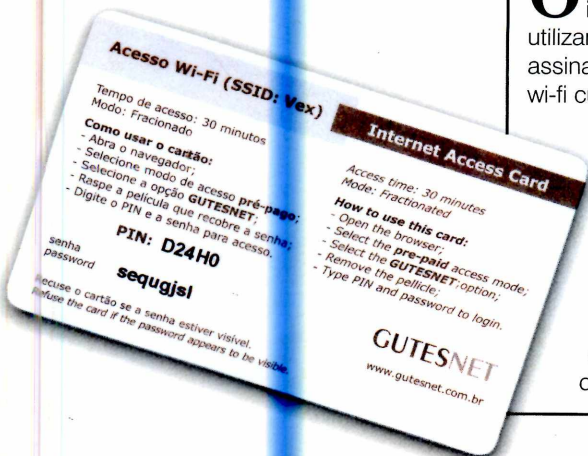 utilizar
assina
wi-fi c
Acesso Wi-Fi (SSID: Vex)
Tempo de acesso: 30 minutos
Modo: Fracionado
Como usar o cartão:
- Abra o navegador;
- Selecione modo de acesso pré-pago;
- Selecione a opção GUTESNET;
- Raspe a película que recobre a senha;
- Digite o PIN e a senha para acesso.
PIN: D24H0
senha
password
sequgjsl
Recuse o cartão se a senha estiver visível.
Refuse the card if the password appears to be visible.
Internet Access Card
Access time: 30 minutes
Mode: Fractionated
How to use this card:
- Open the browser;
- Select the pre-paid access mode;
- Select the GUTESNET option;
- Remove the pellicle;
- Type PIN and password to login.
GUTESNET
www.gutesnet.com.br